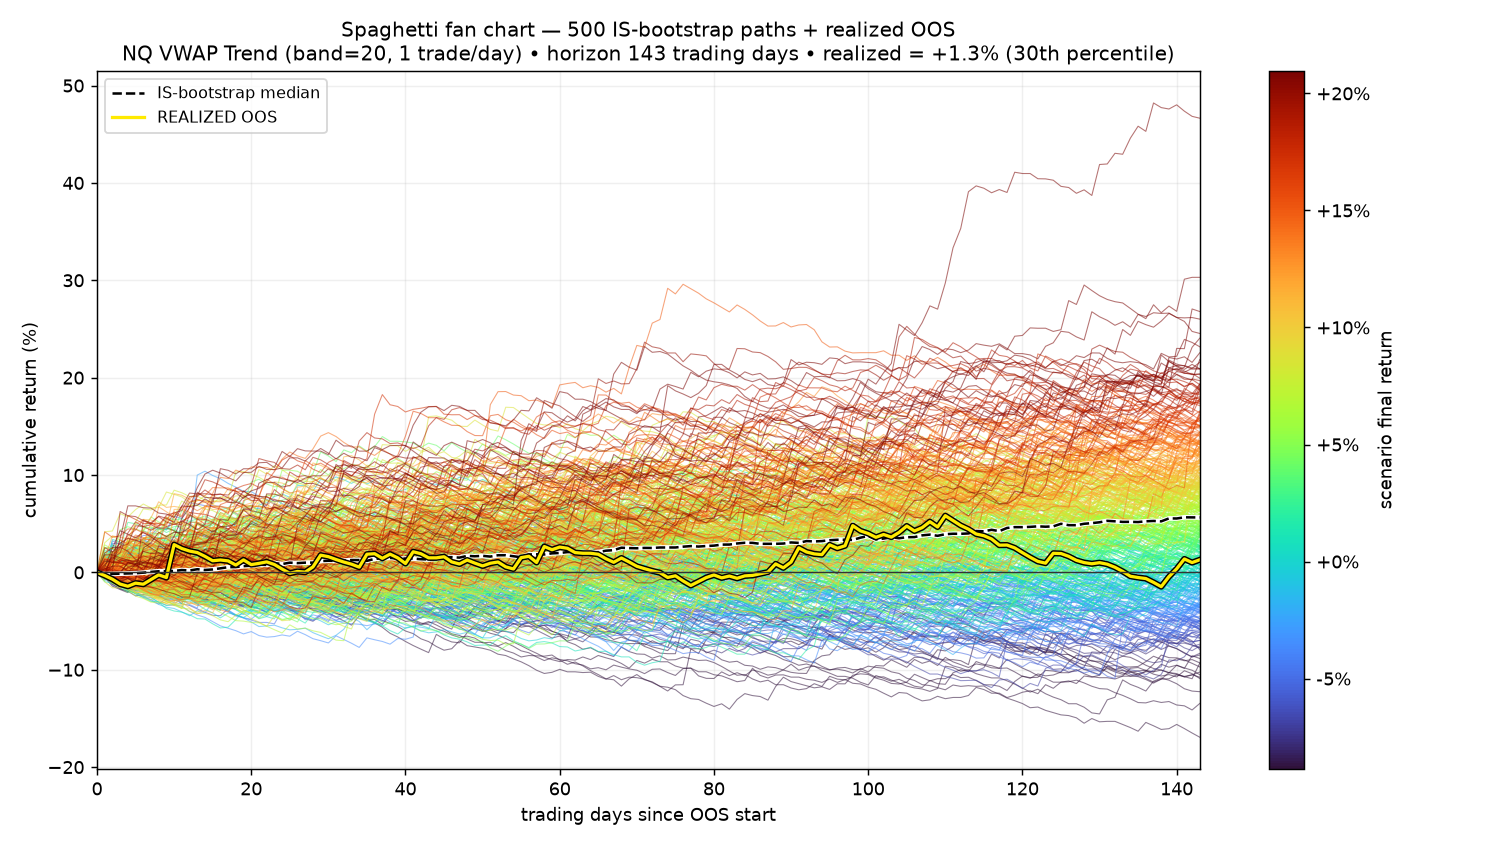 Spaghetti fan chart — 500 IS-bootstrap paths + realized OOS
NQ VWAP Trend (band=20, 1 trade/day) • horizon 143 trading days • realized = +1.3% (30th percentile)
IS-bootstrap median
REALIZED OOS
cumulative return (%)
50
40
30
20
10
0
−10
−20
0 20 40 60 80 100 120 140
trading days since OOS start
+20%
+15%
+10%
+5%
+0%
-5%
scenario final return